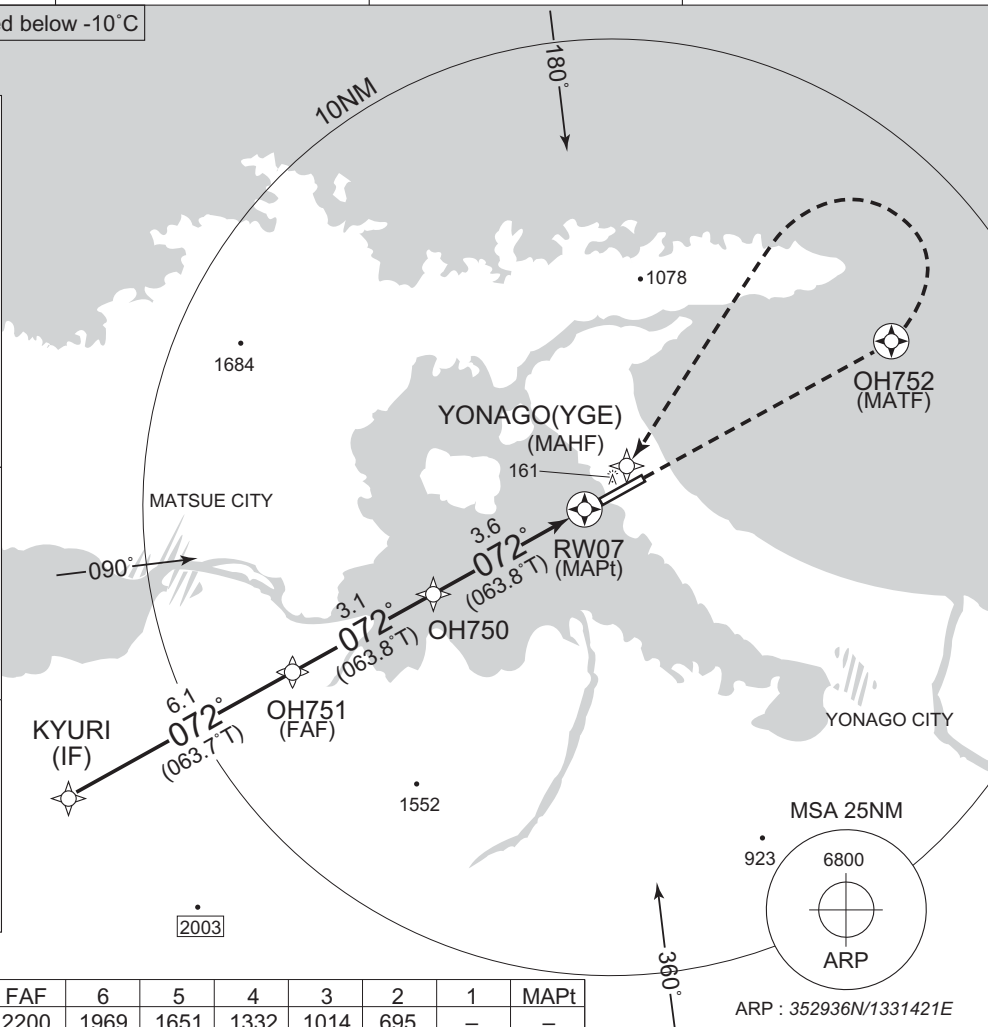 ed below -10˚C
10NM
180˚
1078
1684
OH752
(MATF)
YONAGO(YGE)
(MAHF)
161
MATSUE CITY
090˚
3.6
072˚
(063.8˚T)
RW07
(MAPt)
3.1
072˚
(063.8˚T)
OH750
6.1
072˚
(063.7˚T)
OH751
(FAF)
KYURI
(IF)
YONAGO CITY
1552
MSA 25NM
923
6800
ARP
2003
360˚
FAF 6 5 4 3 2 1 MAPt
2200 1969 1651 1332 1014 695 – –
ARP : 352936N/1331421E